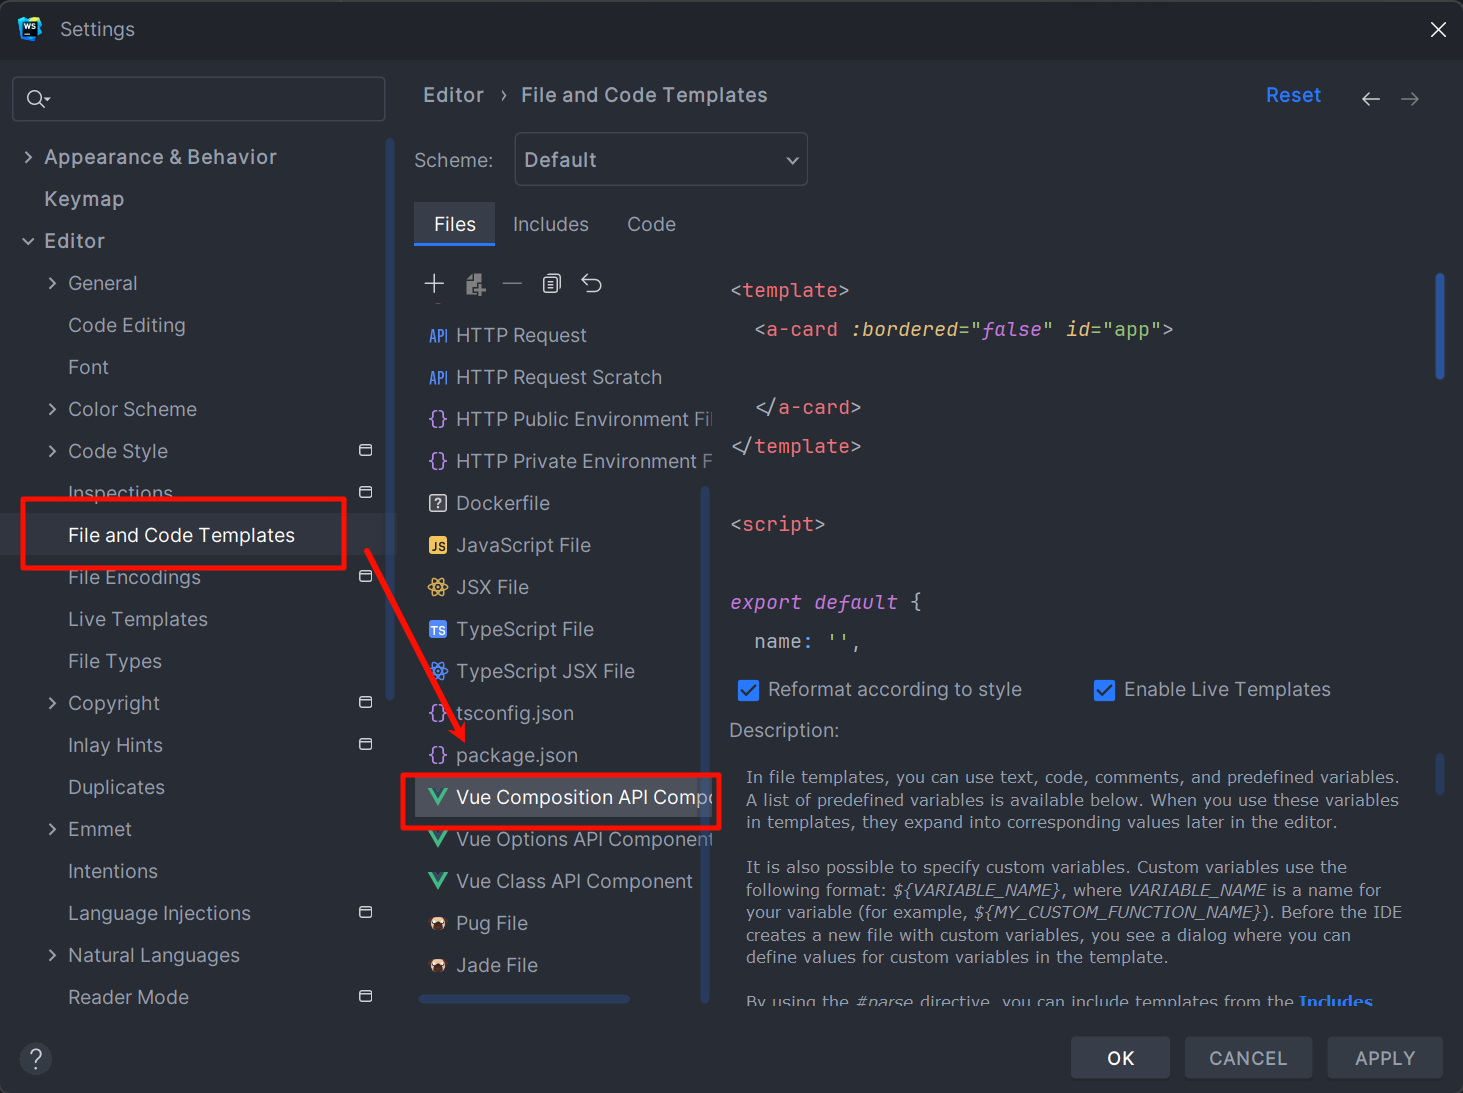 WS
Settings
Appearance & Behavior
Keymap
Editor
General
Code Editing
Font
Color Scheme
Code Style
Inspections
File and Code Templates
File Encodings
Live Templates
File Types
Copyright
Inlay Hints
Duplicates
Emmet
Intentions
Language Injections
Natural Languages
Reader Mode
?
Editor › File and Code Templates
Reset
Scheme: Default
Files Includes Code
API HTTP Request
API HTTP Request Scratch
{} HTTP Public Environment Fil
{} HTTP Private Environment F
? Dockerfile
JS JavaScript File
JSX File
TS TypeScript File
TypeScript JSX File
{} tsconfig.json
{} package.json
Vue Composition API Compo
Vue Options API Component
Vue Class API Component
Pug File
Jade File
<template>
<a-card :bordered="false" id="app">
</a-card>
</template>
<script>
export default {
name: '',
Reformat according to style
Enable Live Templates
Description:
In file templates, you can use text, code, comments, and predefined variables.
A list of predefined variables is available below. When you use these variables
in templates, they expand into corresponding values later in the editor.
It is also possible to specify custom variables. Custom variables use the
following format: ${VARIABLE_NAME}, where VARIABLE_NAME is a name for
your variable (for example, ${MY_CUSTOM_FUNCTION_NAME}). Before the IDE
creates a new file with custom variables, you see a dialog where you can
define values for custom variables in the template.
By using the #parse directive, you can include templates from the Includes
OK CANCEL APPLY